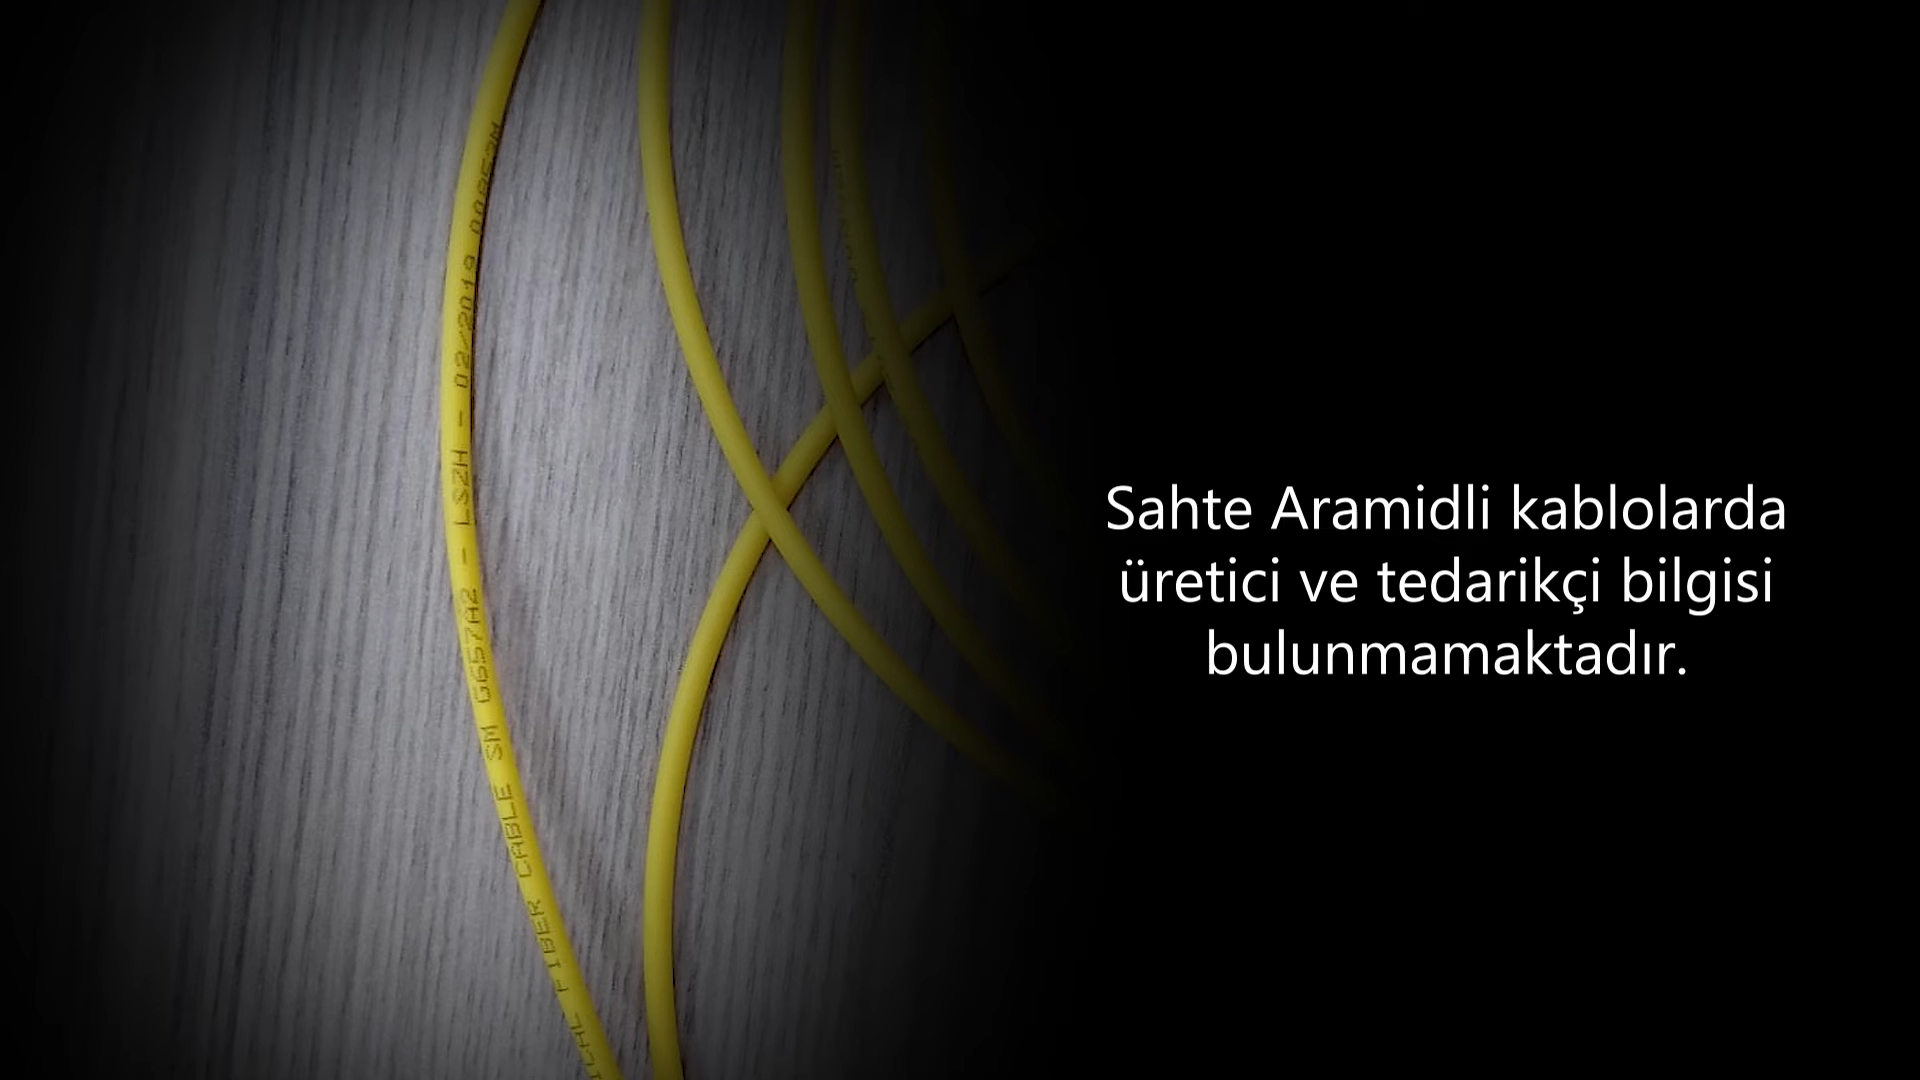 Sahte Aramidli kablolarda
üretici ve tedarikçi bilgisi
bulunmamaktadır.
FIBER CABLE SM G657A2 - LSZH - 02/2019